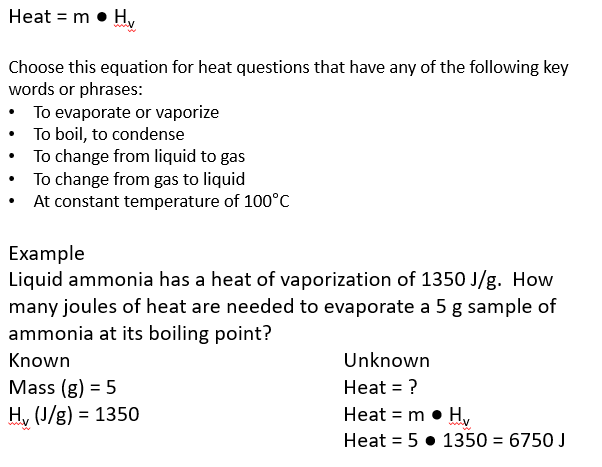 Heat = m ● Hv
Choose this equation for heat questions that have any of the following key
words or phrases:
• To evaporate or vaporize
• To boil, to condense
• To change from liquid to gas
• To change from gas to liquid
• At constant temperature of 100°C
Example
Liquid ammonia has a heat of vaporization of 1350 J/g. How
many joules of heat are needed to evaporate a 5 g sample of
ammonia at its boiling point?
Known
Mass (g) = 5
Hv (J/g) = 1350
Unknown
Heat = ?
Heat = m ● Hv
Heat = 5 ● 1350 = 6750 J